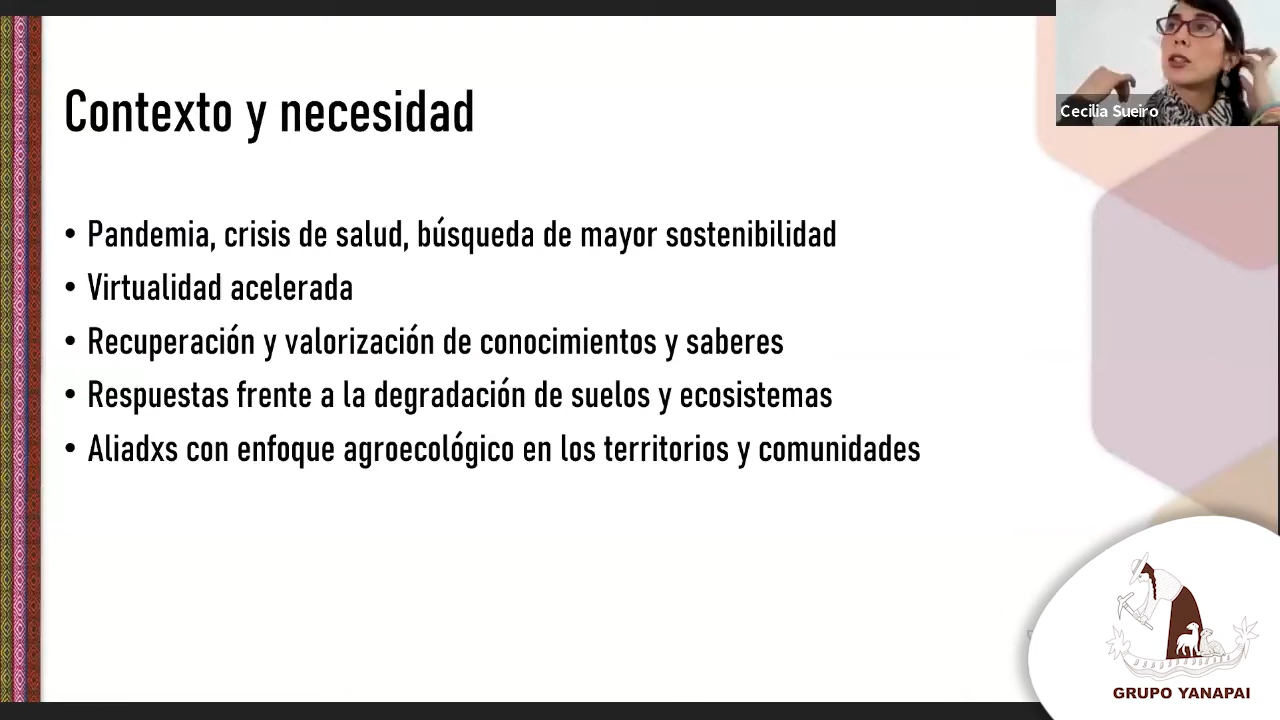 Contexto y necesidad
Cecilia Sueiro
• Pandemia, crisis de salud, búsqueda de mayor sostenibilidad
• Virtualidad acelerada
• Recuperación y valorización de conocimientos y saberes
• Respuestas frente a la degradación de suelos y ecosistemas
• Aliadxs con enfoque agroecológico en los territorios y comunidades
GRUPO YANAPAI